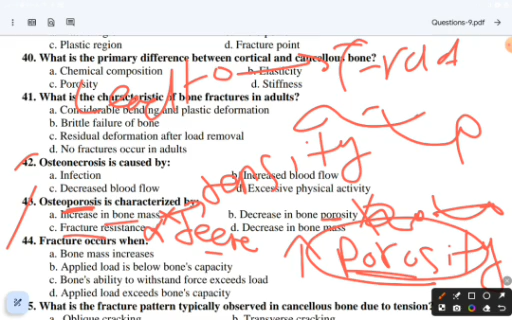 Questions-9.pdf
c. Plastic region d. Fracture point
40. What is the primary difference between cortical and cancellous bone?
a. Chemical composition b. Elasticity
c. Porosity d. Stiffness
41. What is the characteristic of bone fractures in adults?
a. Considerable bending and plastic deformation
b. Brittle failure of bone
c. Residual deformation after load removal
d. No fractures occur in adults
42. Osteonecrosis is caused by:
a. Infection b. Increased blood flow
c. Decreased blood flow d. Excessive physical activity
density
43. Osteoporosis is characterized by:
a. Increase in bone mass b. Decrease in bone porosity
c. Fracture resistance d. Decrease in bone mass
44. Fracture occurs when:
Porosity
a. Bone mass increases
b. Applied load is below bone's capacity
c. Bone's ability to withstand force exceeds load
d. Applied load exceeds bone's capacity
5. What is the fracture pattern typically observed in cancellous bone due to tension?
a. Oblique cracking b. Transverse cracking